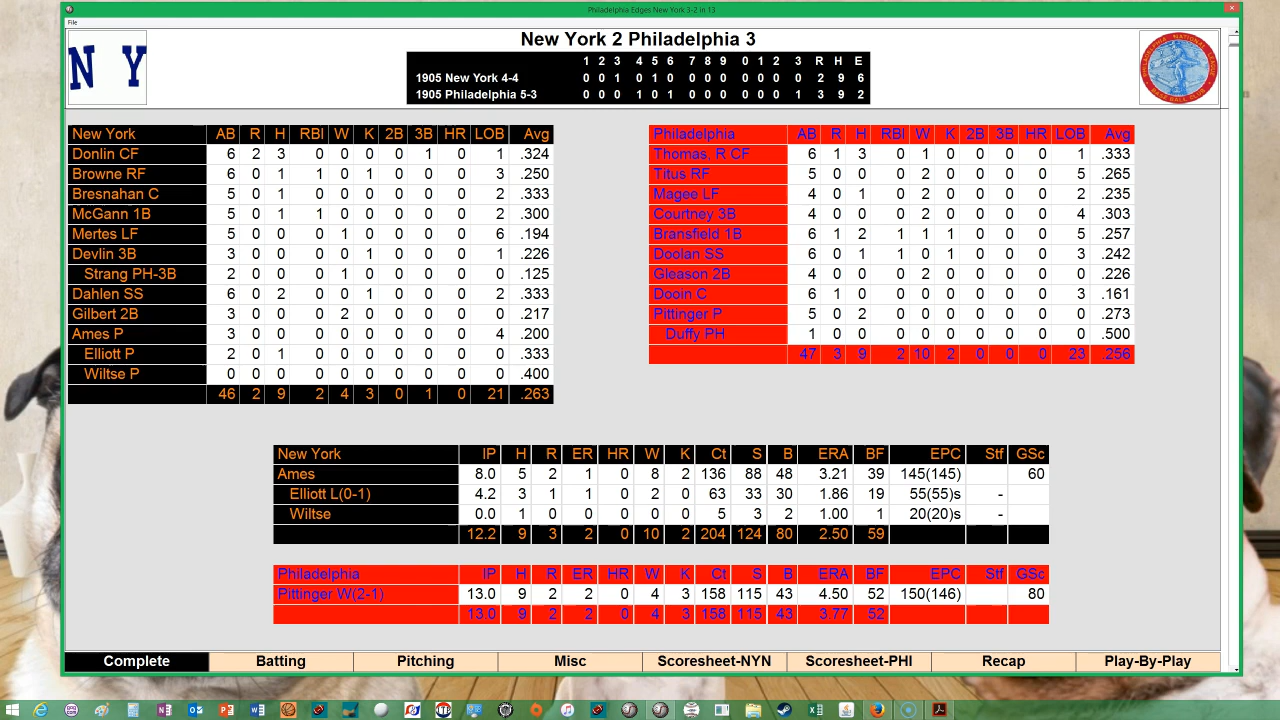 Philadelphia Edges New York 3-2 in 13
File
NY
New York 2 Philadelphia 3
1 2 3 4 5 6 7 8 9 0 1 2 3 R H E
1905 New York 4-4 0 0 1 0 1 0 0 0 0 0 0 0 0 2 9 6
1905 Philadelphia 5-3 0 0 0 1 0 1 0 0 0 0 0 0 1 3 9 2
New York AB R H RBI W K 2B 3B HR LOB Avg
Donlin CF 6 2 3 0 0 0 0 1 0 1 .324
Browne RF 6 0 1 1 0 1 0 0 0 3 .250
Bresnahan C 5 0 1 0 0 0 0 0 0 2 .333
McGann 1B 5 0 1 1 0 0 0 0 0 2 .300
Mertes LF 5 0 0 0 1 0 0 0 0 6 .194
Devlin 3B 3 0 0 0 0 1 0 0 0 1 .226
Strang PH-3B 2 0 0 0 1 0 0 0 0 0 .125
Dahlen SS 6 0 2 0 0 1 0 0 0 2 .333
Gilbert 2B 3 0 0 0 2 0 0 0 0 0 .217
Ames P 3 0 0 0 0 0 0 0 0 4 .200
Elliott P 2 0 1 0 0 0 0 0 0 0 .333
Wiltse P 0 0 0 0 0 0 0 0 0 0 .400
46 2 9 2 4 3 0 1 0 21 .263
Philadelphia AB R H RBI W K 2B 3B HR LOB Avg
Thomas, R CF 6 1 3 0 1 0 0 0 0 1 .333
Titus RF 5 0 0 0 2 0 0 0 0 5 .265
Magee LF 4 0 1 0 2 0 0 0 0 2 .235
Courtney 3B 4 0 0 0 2 0 0 0 0 4 .303
Bransfield 1B 6 1 2 1 1 1 0 0 0 5 .257
Doolan SS 6 0 1 1 0 1 0 0 0 3 .242
Gleason 2B 4 0 0 0 2 0 0 0 0 0 .226
Dooin C 6 1 0 0 0 0 0 0 0 3 .161
Pittinger P 5 0 2 0 0 0 0 0 0 0 .273
Duffy PH 1 0 0 0 0 0 0 0 0 0 .500
47 3 9 2 10 2 0 0 0 23 .256
New York IP H R ER HR W K Ct S B ERA BF EPC Stf GSc
Ames 8.0 5 2 1 0 8 2 136 88 48 3.21 39 145(145) 60
Elliott L(0-1) 4.2 3 1 1 0 2 0 63 33 30 1.86 19 55(55)s -
Wiltse 0.0 1 0 0 0 0 0 5 3 2 1.00 1 20(20)s -
12.2 9 3 2 0 10 2 204 124 80 2.50 59
Philadelphia IP H R ER HR W K Ct S B ERA BF EPC Stf GSc
Pittinger W(2-1) 13.0 9 2 2 0 4 3 158 115 43 4.50 52 150(146) 80
13.0 9 2 2 0 4 3 158 115 43 3.77 52
Complete Batting Pitching Misc Scoresheet-NYN Scoresheet-PHI Recap Play-By-Play